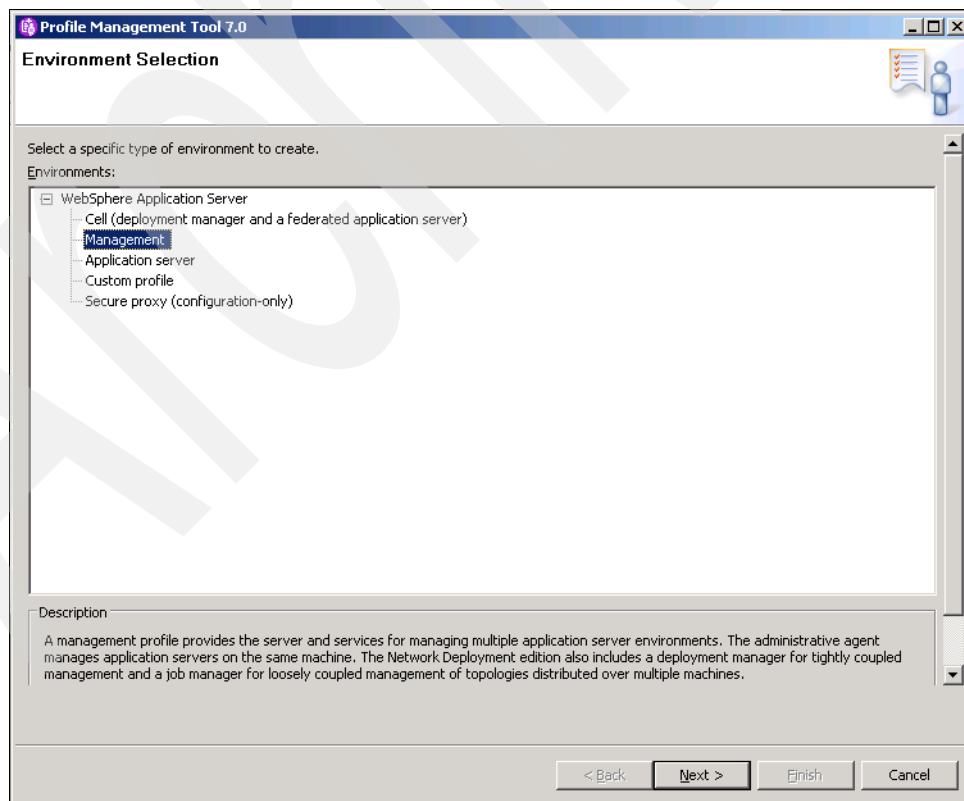 Profile Management Tool 7.0
Environment Selection
Select a specific type of environment to create.
Environments:
WebSphere Application Server
Cell (deployment manager and a federated application server)
Management
Application server
Custom profile
Secure proxy (configuration-only)
Description
A management profile provides the server and services for managing multiple application server environments. The administrative agent
manages application servers on the same machine. The Network Deployment edition also includes a deployment manager for tightly coupled
management and a job manager for loosely coupled management of topologies distributed over multiple machines.
< Back
Next >
Finish
Cancel